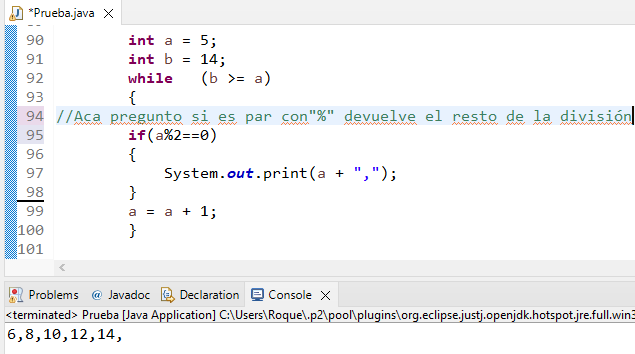 *Prueba.java
90 int a = 5;
91 int b = 14;
92 while (b >= a)
93 {
94 //Aca pregunto si es par con"%" devuelve el resto de la división
95 if(a%2==0)
96 {
97 System.out.print(a + ",");
98 }
99 a = a + 1;
100 }
101
Problems @ Javadoc Declaration Console
<terminated> Prueba [Java Application] C:\Users\Roque\.p2\pool\plugins\org.eclipse.justj.openjdk.hotspot.jre.full.win3
6,8,10,12,14,